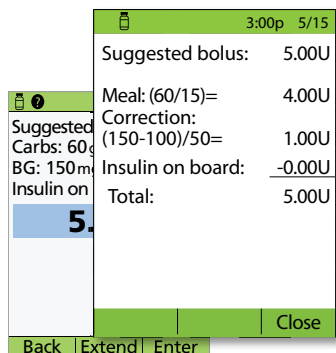 3:00p 5/15
Suggested bolus: 5.00U
Meal: (60/15)= 4.00U
Correction:
(150-100)/50= 1.00U
Insulin on board: -0.00U
Total: 5.00U
Close
?
Suggested
Carbs: 60
BG: 150
Insulin on
5.
Back Extend Enter